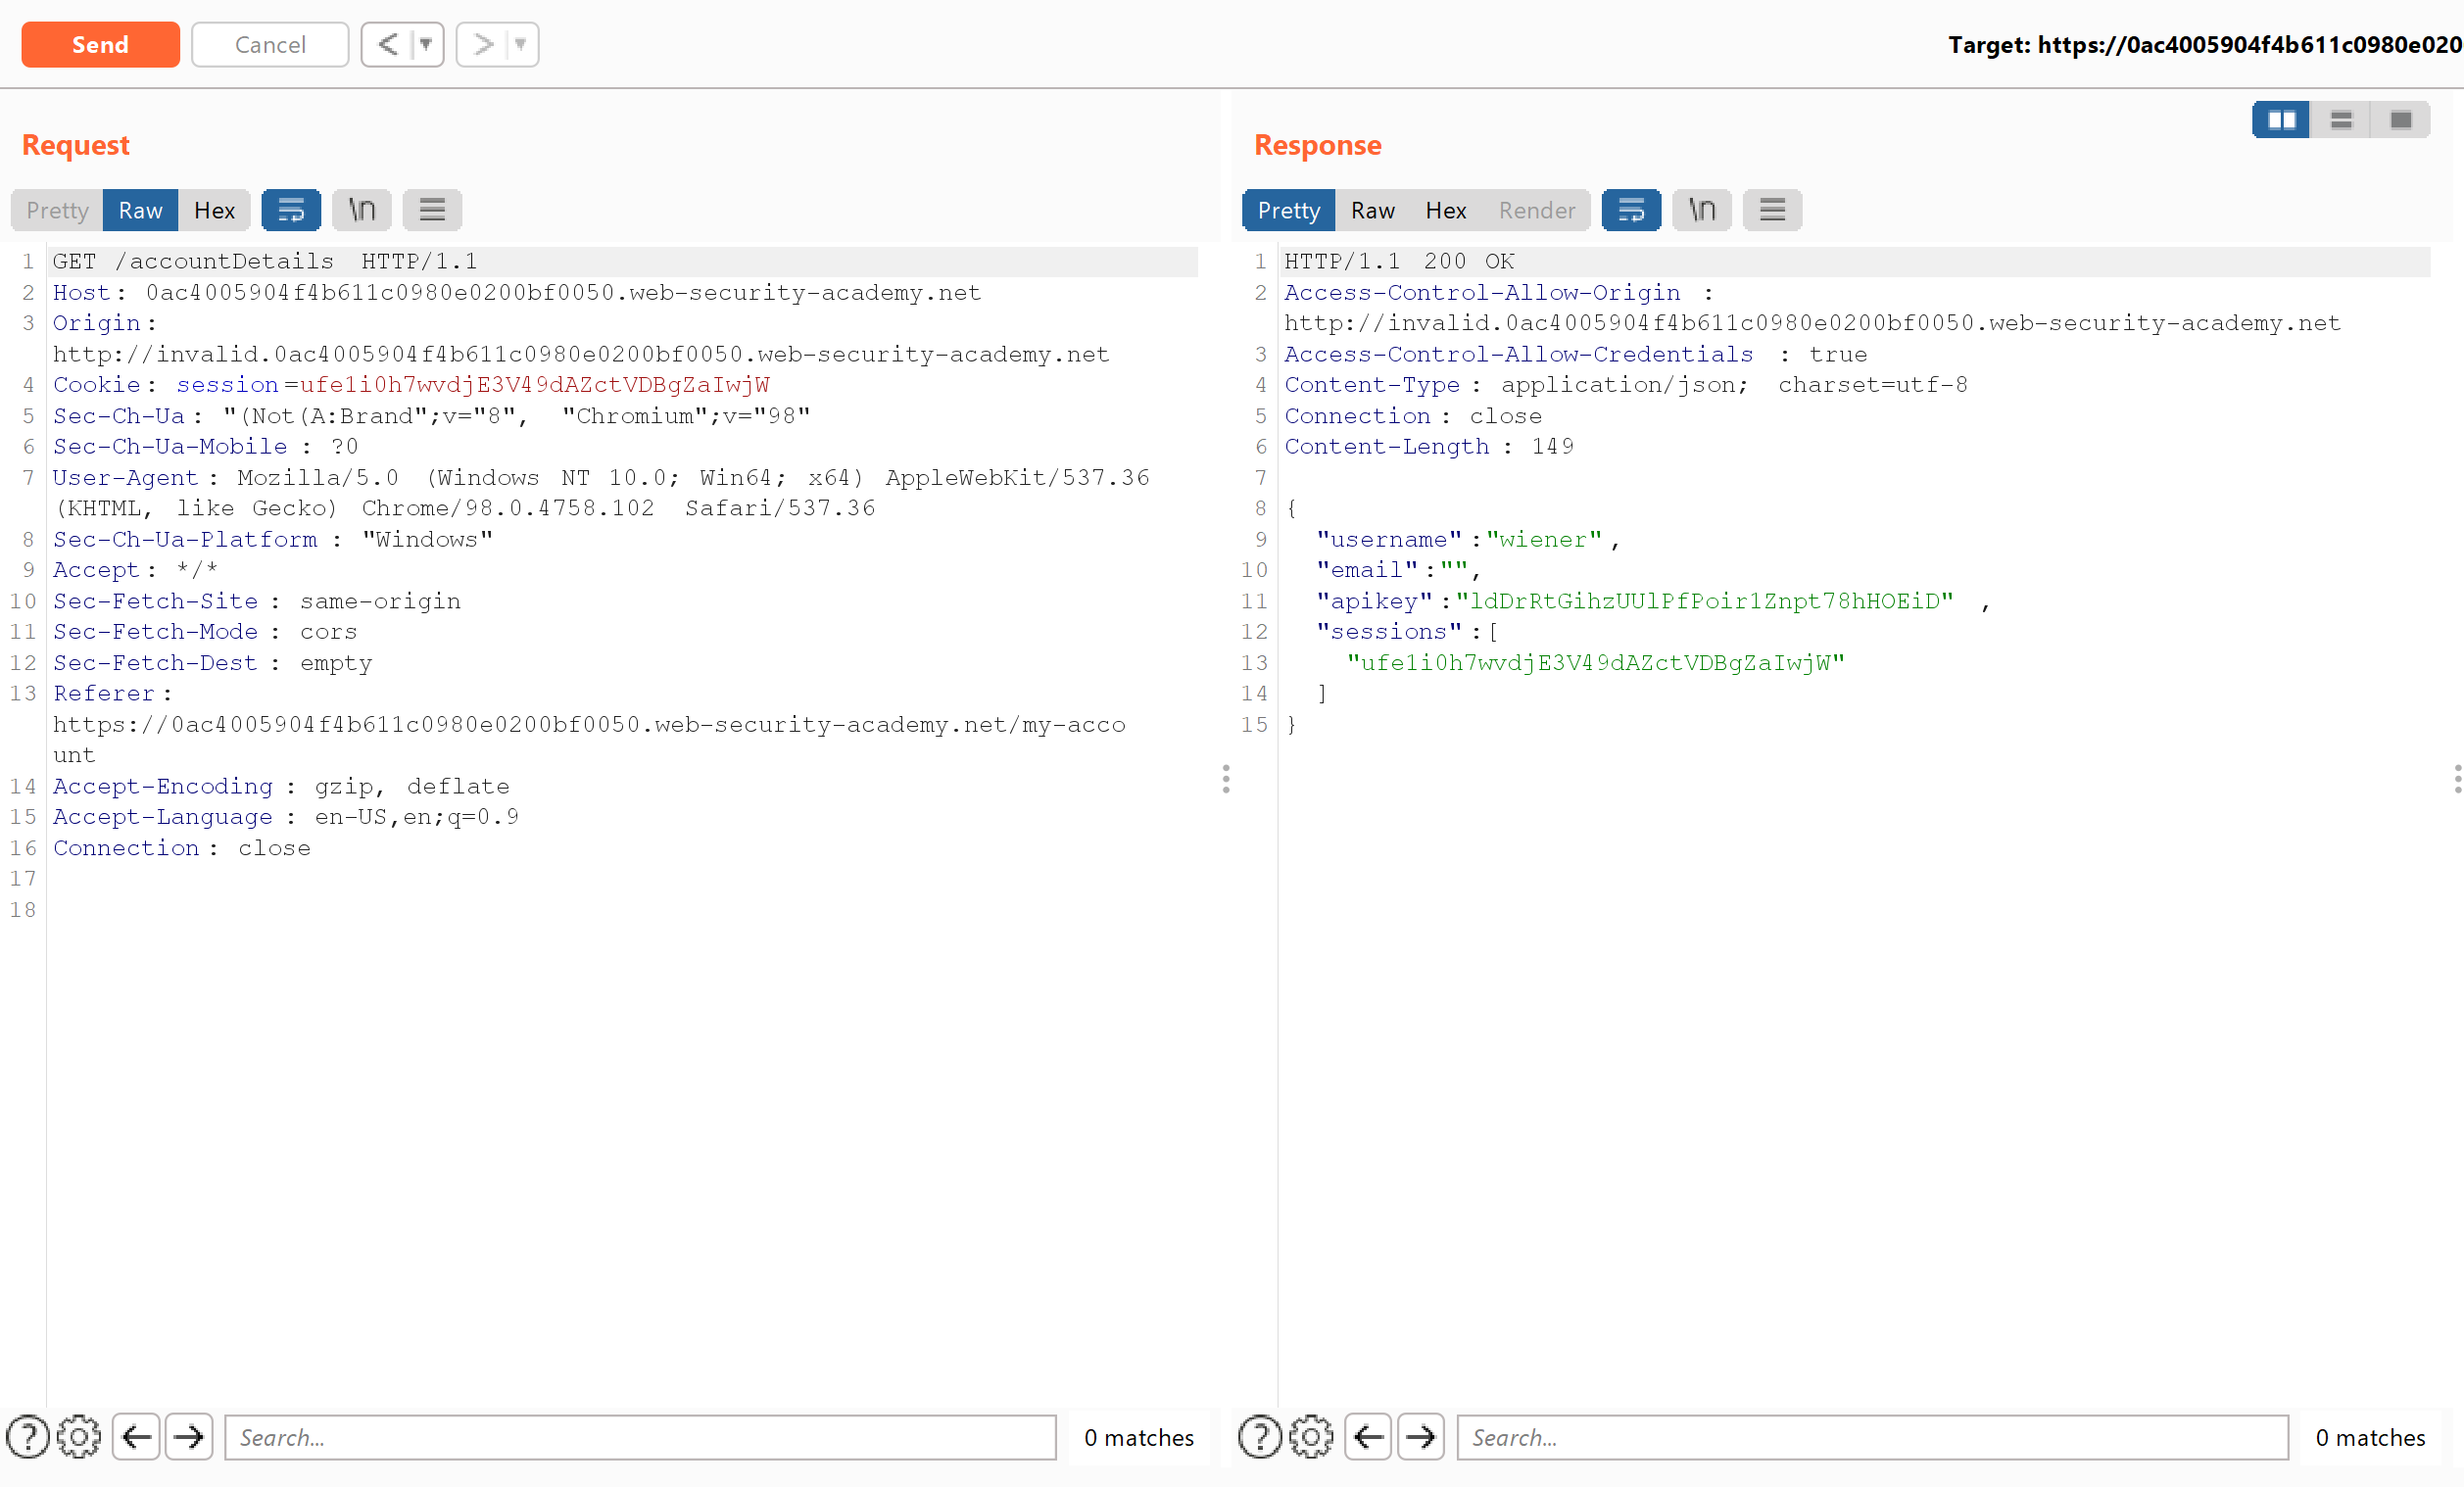 Send Cancel < >
Target: https://0ac4005904f4b611c0980e020
Request
Pretty Raw Hex \n
1 GET /accountDetails HTTP/1.1
2 Host: 0ac4005904f4b611c0980e0200bf0050.web-security-academy.net
3 Origin:
http://invalid.0ac4005904f4b611c0980e0200bf0050.web-security-academy.net
4 Cookie: session=ufe1i0h7wvdjE3V49dAZctVDBgZaIwjW
5 Sec-Ch-Ua: "(Not(A:Brand";v="8", "Chromium";v="98"
6 Sec-Ch-Ua-Mobile : ?0
7 User-Agent: Mozilla/5.0 (Windows NT 10.0; Win64; x64) AppleWebKit/537.36
(KHTML, like Gecko) Chrome/98.0.4758.102 Safari/537.36
8 Sec-Ch-Ua-Platform : "Windows"
9 Accept: */*
10 Sec-Fetch-Site : same-origin
11 Sec-Fetch-Mode : cors
12 Sec-Fetch-Dest : empty
13 Referer:
https://0ac4005904f4b611c0980e0200bf0050.web-security-academy.net/my-acco
unt
14 Accept-Encoding : gzip, deflate
15 Accept-Language : en-US,en;q=0.9
16 Connection: close
17
18
? Search... 0 matches
Response
Pretty Raw Hex Render \n
1 HTTP/1.1 200 OK
2 Access-Control-Allow-Origin :
http://invalid.0ac4005904f4b611c0980e0200bf0050.web-security-academy.net
3 Access-Control-Allow-Credentials : true
4 Content-Type: application/json; charset=utf-8
5 Connection: close
6 Content-Length: 149
7
8 {
9 "username":"wiener",
10 "email":"",
11 "apikey":"ldDrRtGihzUUlPfPoir1Znpt78hHOEiD" ,
12 "sessions":[
13 "ufe1i0h7wvdjE3V49dAZctVDBgZaIwjW"
14 ]
15 }
? Search... 0 matches